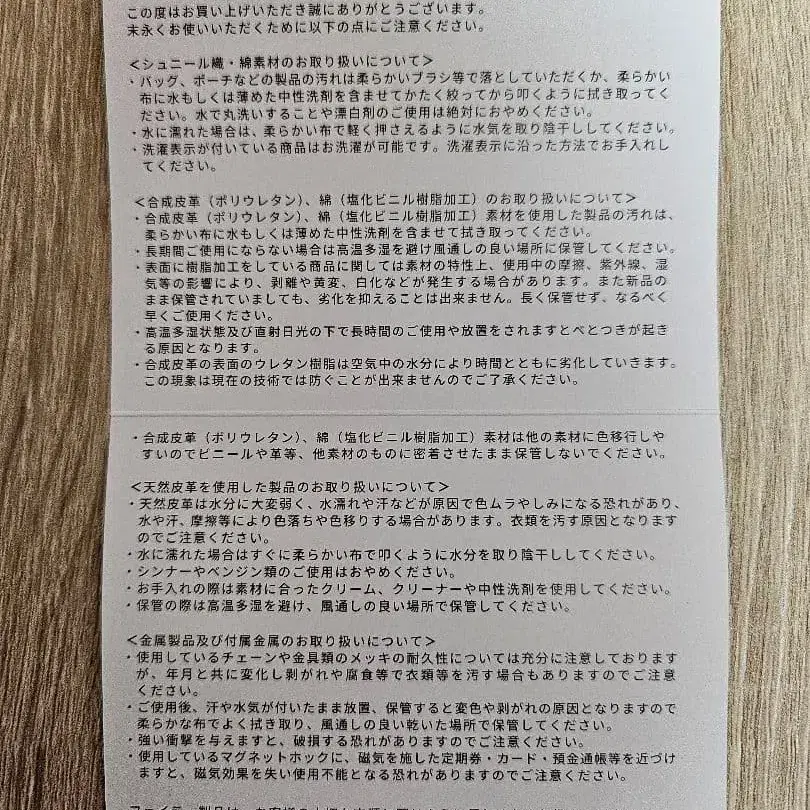 この度はお買い上げいただき誠にありがとうございます。
末永くお使いいただくために以下の点にご注意ください。
＜シュニール織・綿素材のお取り扱いについて＞
・バッグ、ポーチなどの製品の汚れは柔らかいブラシ等で落としていただくか、柔らかい
布に水もしくは薄めた中性洗剤を含ませてかたく絞ってから叩くように拭き取ってく
ださい。水で丸洗いすることや漂白剤のご使用は絶対におやめください。
・水に濡れた場合は、柔らかい布で軽く押さえるように水気を取り陰干ししてください。
・洗濯表示が付いている商品はお洗濯が可能です。洗濯表示に沿った方法でお手入れし
てください。
＜合成皮革（ポリウレタン）、綿（塩化ビニル樹脂加工）のお取り扱いについて＞
・合成皮革（ポリウレタン）、綿（塩化ビニル樹脂加工）素材を使用した製品の汚れは、
柔らかい布に水もしくは薄めた中性洗剤を含ませて拭き取ってください。
・長期間ご使用にならない場合は高温多湿を避け風通しの良い場所に保管してください。
・表面に樹脂加工をしている商品に関しては素材の特性上、使用中の摩擦、紫外線、湿
気等の影響により、剥離や黄変、白化などが発生する場合があります。また新品の
まま保管されていましても、劣化を抑えることは出来ません。長く保管せず、なるべく
早くご使用ください。
・高温多湿状態及び直射日光の下で長時間のご使用や放置をされますとべとつきが起き
る原因となります。
・合成皮革の表面のウレタン樹脂は空気中の水分により時間とともに劣化していきます。
この現象は現在の技術では防ぐことが出来ませんのでご了承ください。
・合成皮革（ポリウレタン）、綿（塩化ビニル樹脂加工）素材は他の素材に色移行しや
すいのでビニールや革等、他素材のものに密着させたまま保管しないでください。
＜天然皮革を使用した製品のお取り扱いについて＞
・天然皮革は水分に大変弱く、水濡れや汗などが原因で色ムラやしみになる恐れがあり、
水や汗、摩擦等により色落ちや色移りする場合があります。衣類を汚す原因となります
のでご注意ください。
・水に濡れた場合はすぐに柔らかい布で叩くように水分を取り陰干ししてください。
・シンナーやベンジン類のご使用はおやめください。
・お手入れの際は素材に合ったクリーム、クリーナーや中性洗剤を使用してください。
・保管の際は高温多湿を避け、風通しの良い場所で保管してください。
＜金属製品及び付属金属のお取り扱いについて＞
・使用しているチェーンや金具類のメッキの耐久性については充分に注意しております
が、年月と共に変化し剥がれや腐食等で衣類等を汚す場合もありますのでご注意
ください。
・ご使用後、汗や水気が付いたまま放置、保管すると変色や剥がれの原因となりますので
柔らかな布でよく拭き取り、風通しの良い乾いた場所で保管してください。
・強い衝撃を与えますと、破損する恐れがありますのでご注意ください。
・使用しているマグネットホックに、磁気を施した定期券・カード・預金通帳等を近づけ
ますと、磁気効果を失い使用不能となる恐れがありますのでご注意ください。